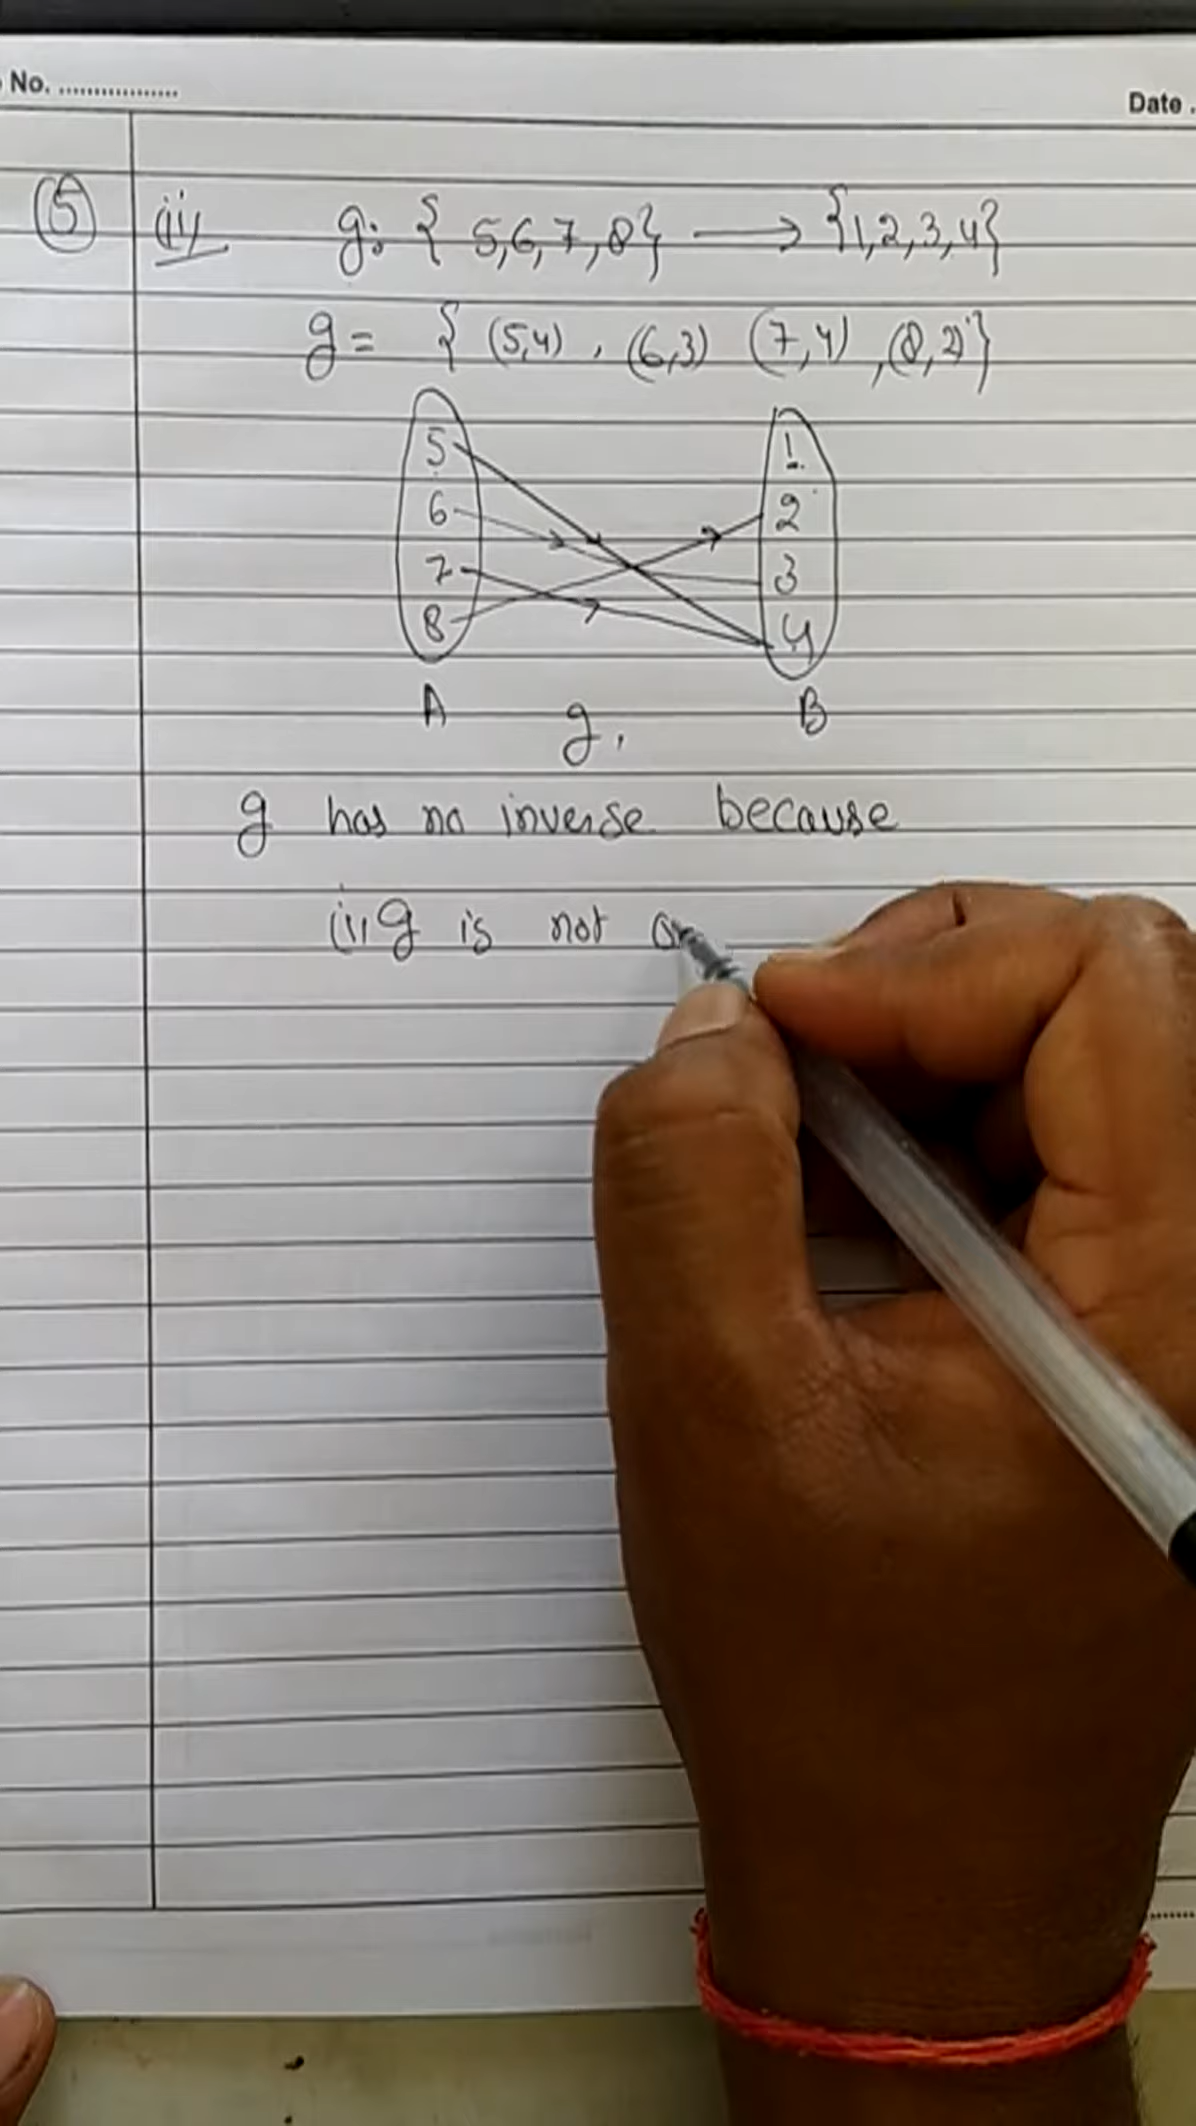 No. .................
Date .
5 (ii) g: { 5,6,7,8} → {1,2,3,4}
g = { (5,4) , (6,3) (7,4) , (8,2)}
5 1
6 2
7 3
8 4
A g, B
g has no inverse because
(i) g is not